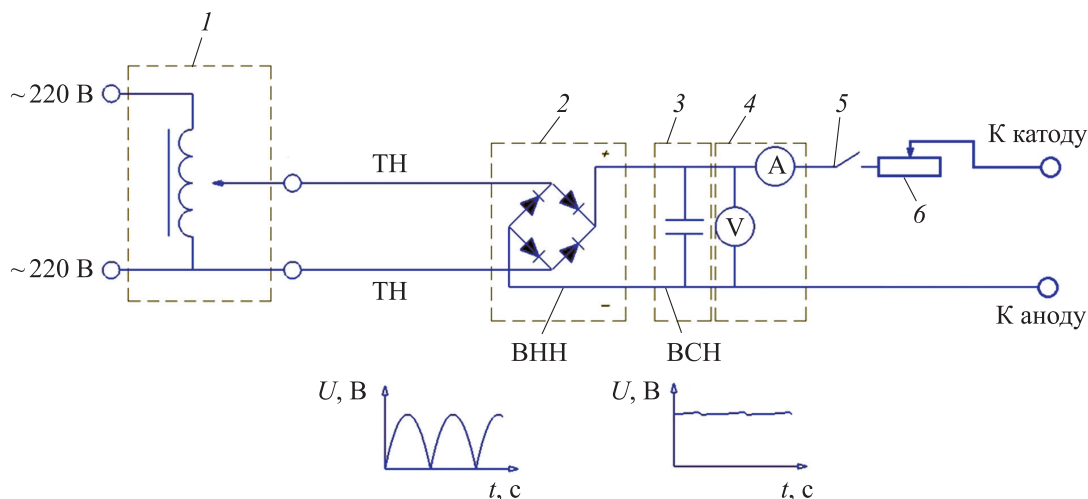 1
~220 В
2
3
4
5
К катоду
ТН
+
A
6
V
~220 В
ТН
К аноду
−
ВНН
ВСН
U, В
U, В
t, с
t, с